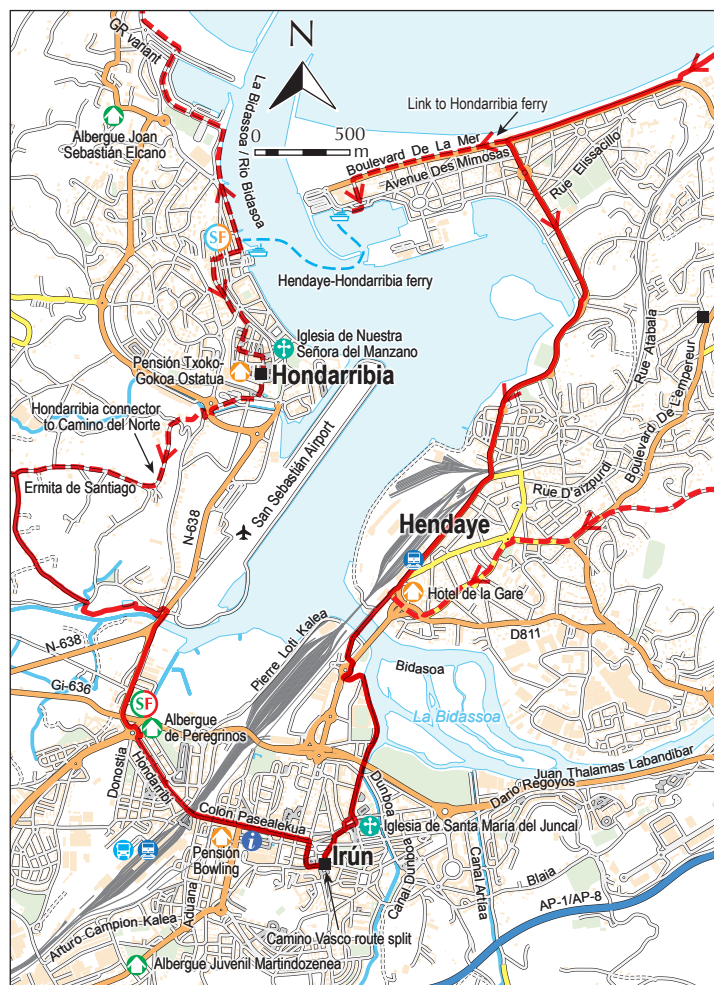 GR variant
N
La Bidassoa / Río Bidasoa
0 500
m
Link to Hondarribia ferry
Boulevard De La Mer
Avenue Des Mimosas
Rue Elissacillo
Albergue Joan
Sebastián Elcano
SF
Hendaye-Hondarribia ferry
Rue Atabala
Boulevard De L'empereur
Iglesia de Nuestra
Señora del Manzano
Pensión Txoko-
Gokoa Ostatua
Hondarribia
Hondarribia connector
to Camino del Norte
Ermita de Santiago
San Sebastián Airport
N-638
Rue D'aizpurdi
Hendaye
Hotel de la Gare
D811
Pierre Loti Kalea
N-638
Gi-636
Bidasoa
La Bidassoa
SF
Albergue
de Peregrinos
Donostia
Hondarribi
Juan Thalamas Labandibar
Dario Regoyos
Colon Pasealekua
Dunboa
Iglesia de Santa Maria del Juncal
i
Pensión
Bowling
Irún
Canal Dunboa
Canal Artiaa
Blaia
AP-1/AP-8
Aduana
Arturo Campion Kalea
Camino Vasco route split
Albergue Juvenil Martindozenea